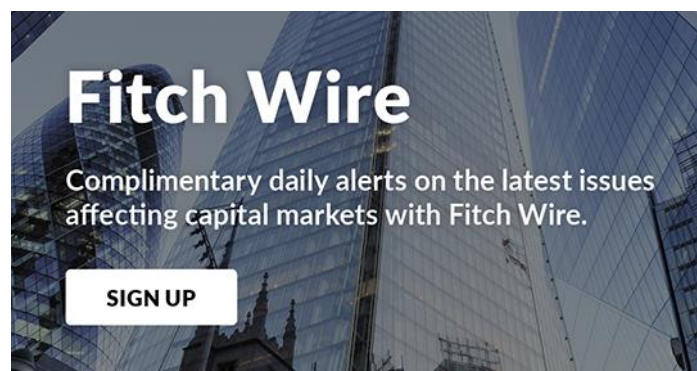 Fitch Wire
Complimentary daily alerts on the latest issues
affecting capital markets with Fitch Wire.
SIGN UP